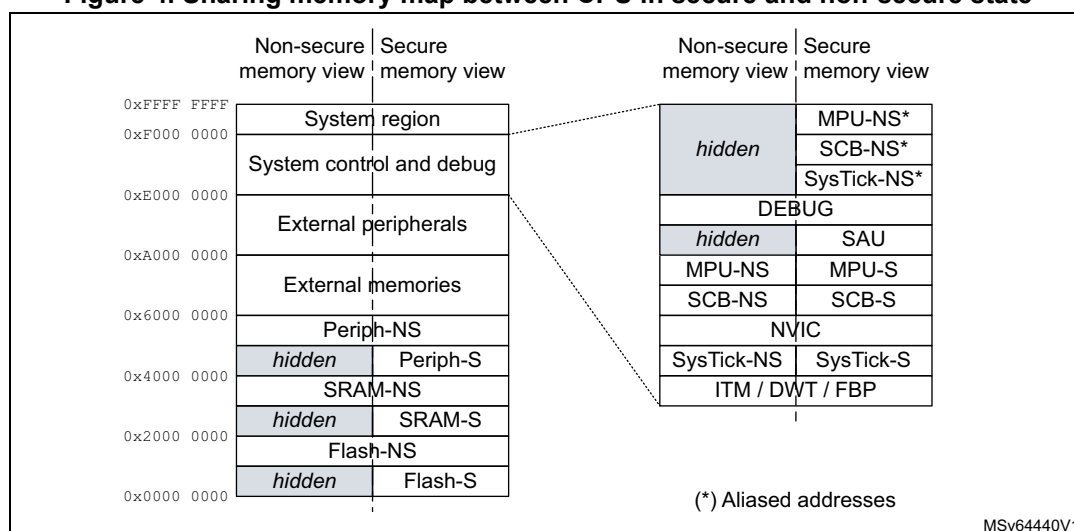 Figure 4. Sharing memory map between CPU in secure and non-secure state
Non-secure Secure
memory view memory view
0xFFFF FFFF
System region
0xF000 0000
System control and debug
0xE000 0000
External peripherals
0xA000 0000
External memories
0x6000 0000
Periph-NS
hidden Periph-S
0x4000 0000
SRAM-NS
hidden SRAM-S
0x2000 0000
Flash-NS
hidden Flash-S
0x0000 0000
Non-secure Secure
memory view memory view
hidden
MPU-NS*
SCB-NS*
SysTick-NS*
DEBUG
hidden SAU
MPU-NS MPU-S
SCB-NS SCB-S
NVIC
SysTick-NS SysTick-S
ITM / DWT / FBP
(*) Aliased addresses